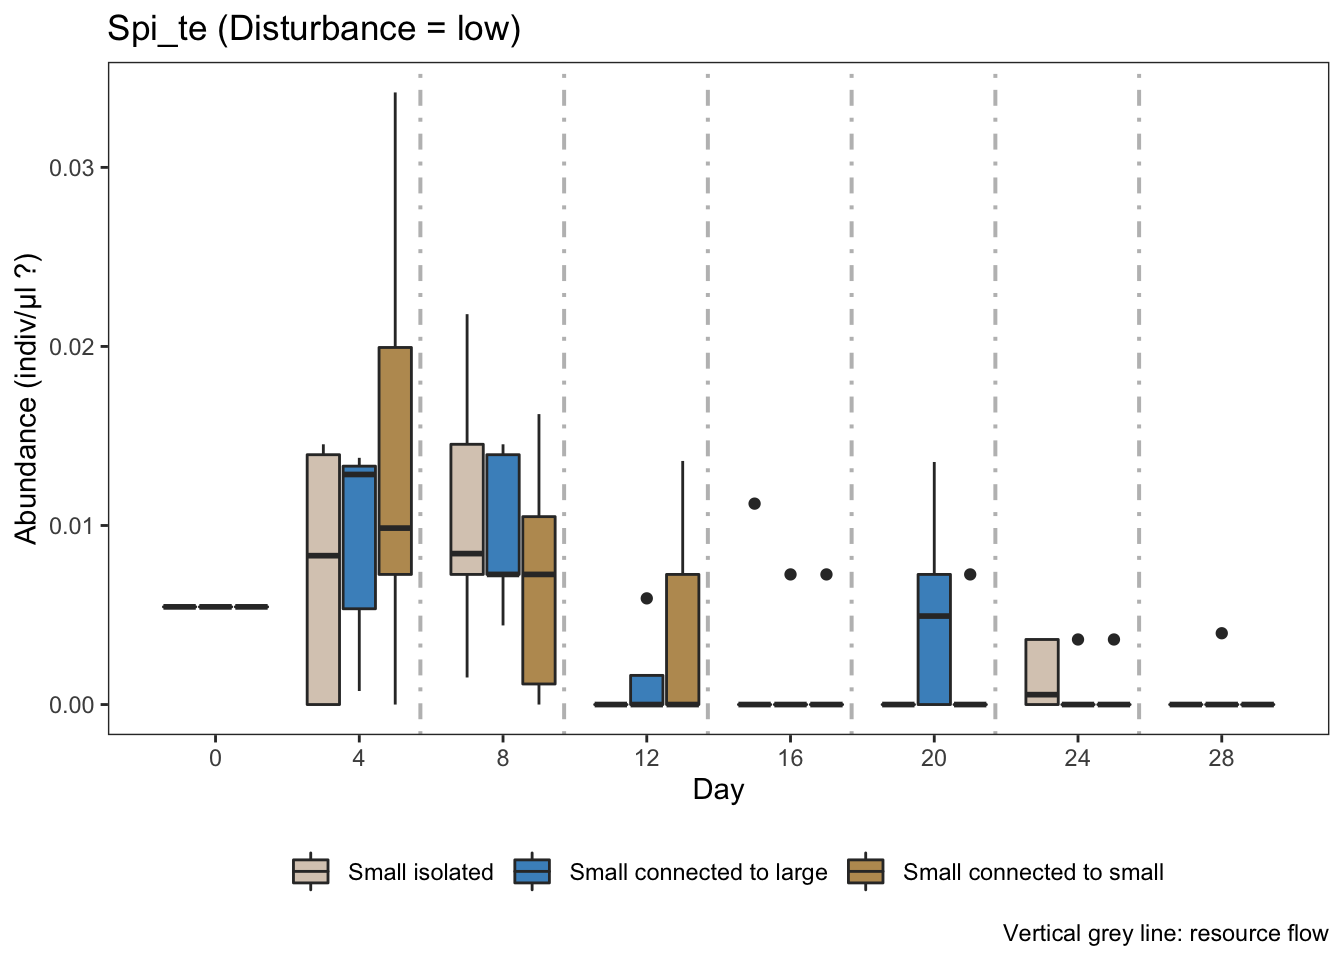 Spi_te (Disturbance = low)
Abundance (indiv/µl ?)
0.03
0.02
0.01
0.00
0 4 8 12 16 20 24 28
Day
Small isolated Small connected to large Small connected to small
Vertical grey line: resource flow